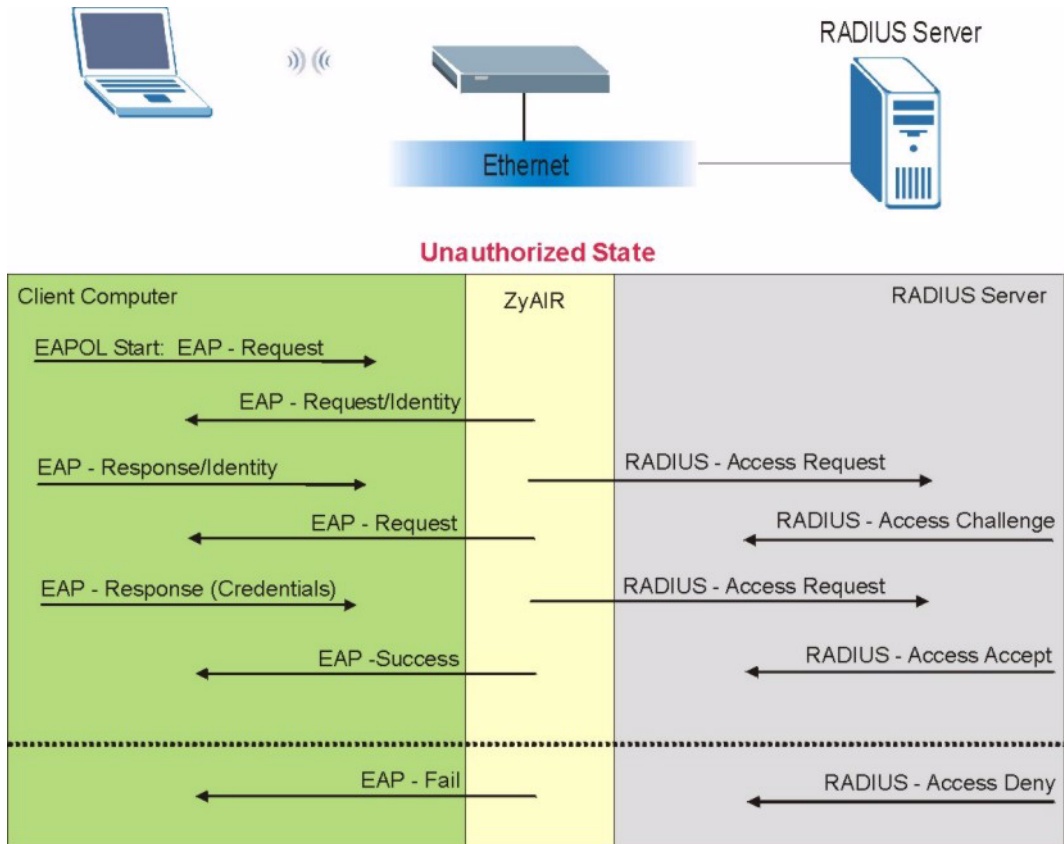 RADIUS Server
Ethernet
Unauthorized State
Client Computer
ZyAIR
RADIUS Server
EAPOL Start: EAP - Request
EAP - Request/Identity
EAP - Response/Identity
RADIUS - Access Request
EAP - Request
RADIUS - Access Challenge
EAP - Response (Credentials)
RADIUS - Access Request
EAP -Success
RADIUS - Access Accept
EAP - Fail
RADIUS - Access Deny